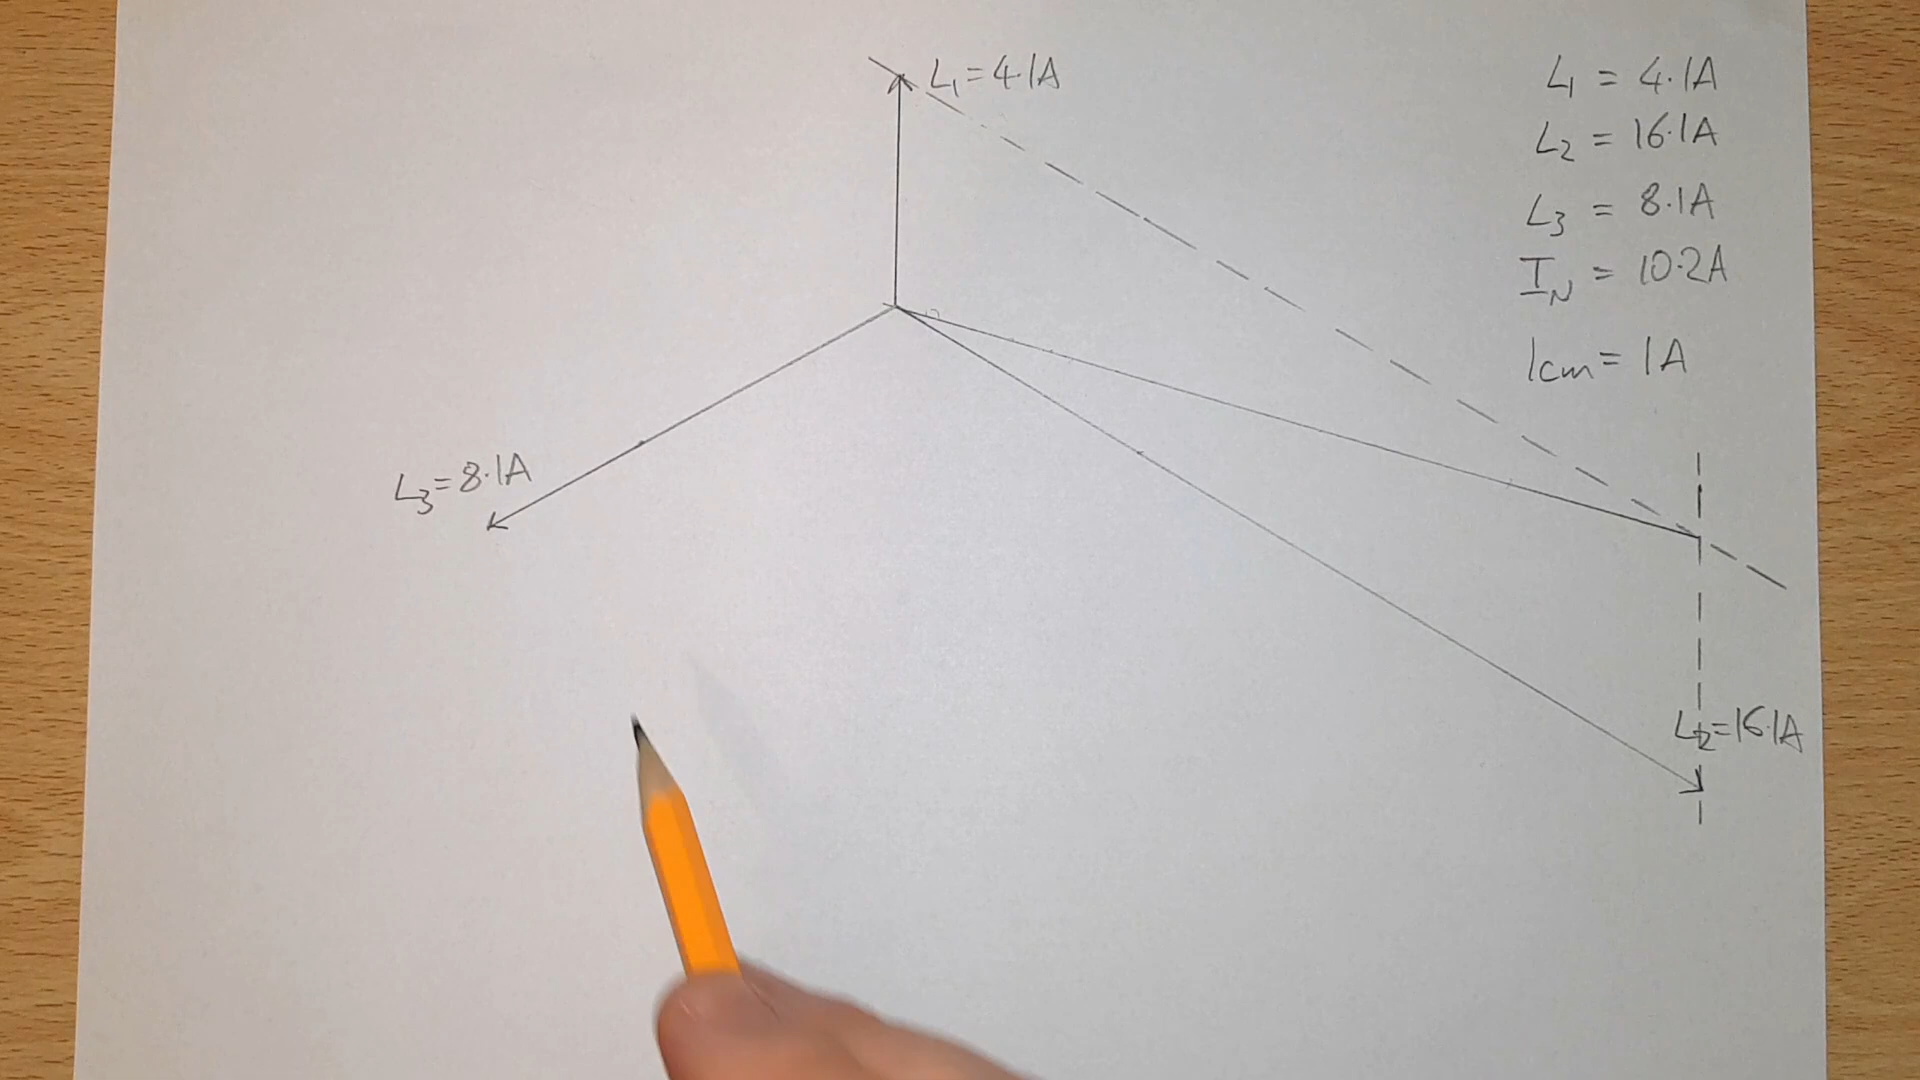 L1 = 4.1A
L1 = 4.1A
L2 = 16.1A
L3 = 8.1A
IN = 10.2A
1cm = 1A
L3 = 8.1A
L2 = 16.1A